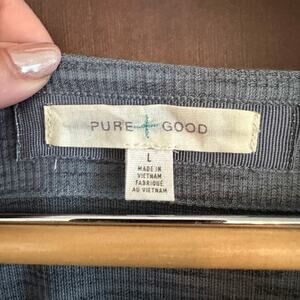 PURE + GOOD
L
MADE IN
VIETNAM
FABRIQUÉ
AU VIETNAM